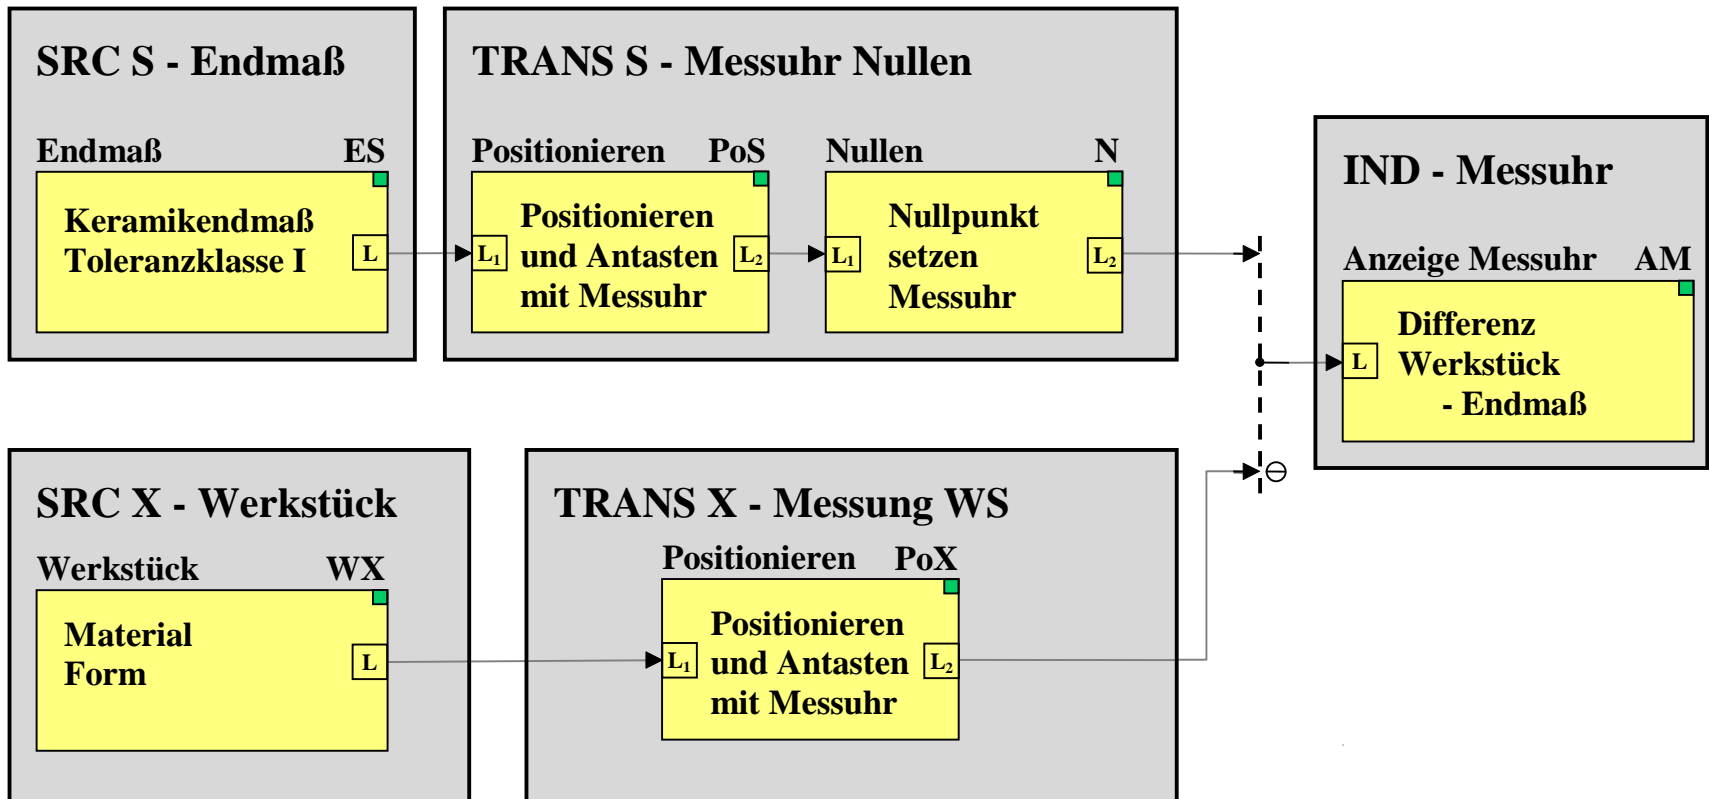 SRC S - Endmaß
Endmaß ES
Keramikendmaß
Toleranzklasse I
L
TRANS S - Messuhr Nullen
Positionieren PoS
L₁
Positionieren
und Antasten
mit Messuhr
L₂
Nullen N
L₁
Nullpunkt
setzen
Messuhr
L₂
IND - Messuhr
Anzeige Messuhr AM
L
Differenz
Werkstück
- Endmaß
SRC X - Werkstück
Werkstück WX
Material
Form
L
TRANS X - Messung WS
Positionieren PoX
L₁
Positionieren
und Antasten
mit Messuhr
L₂